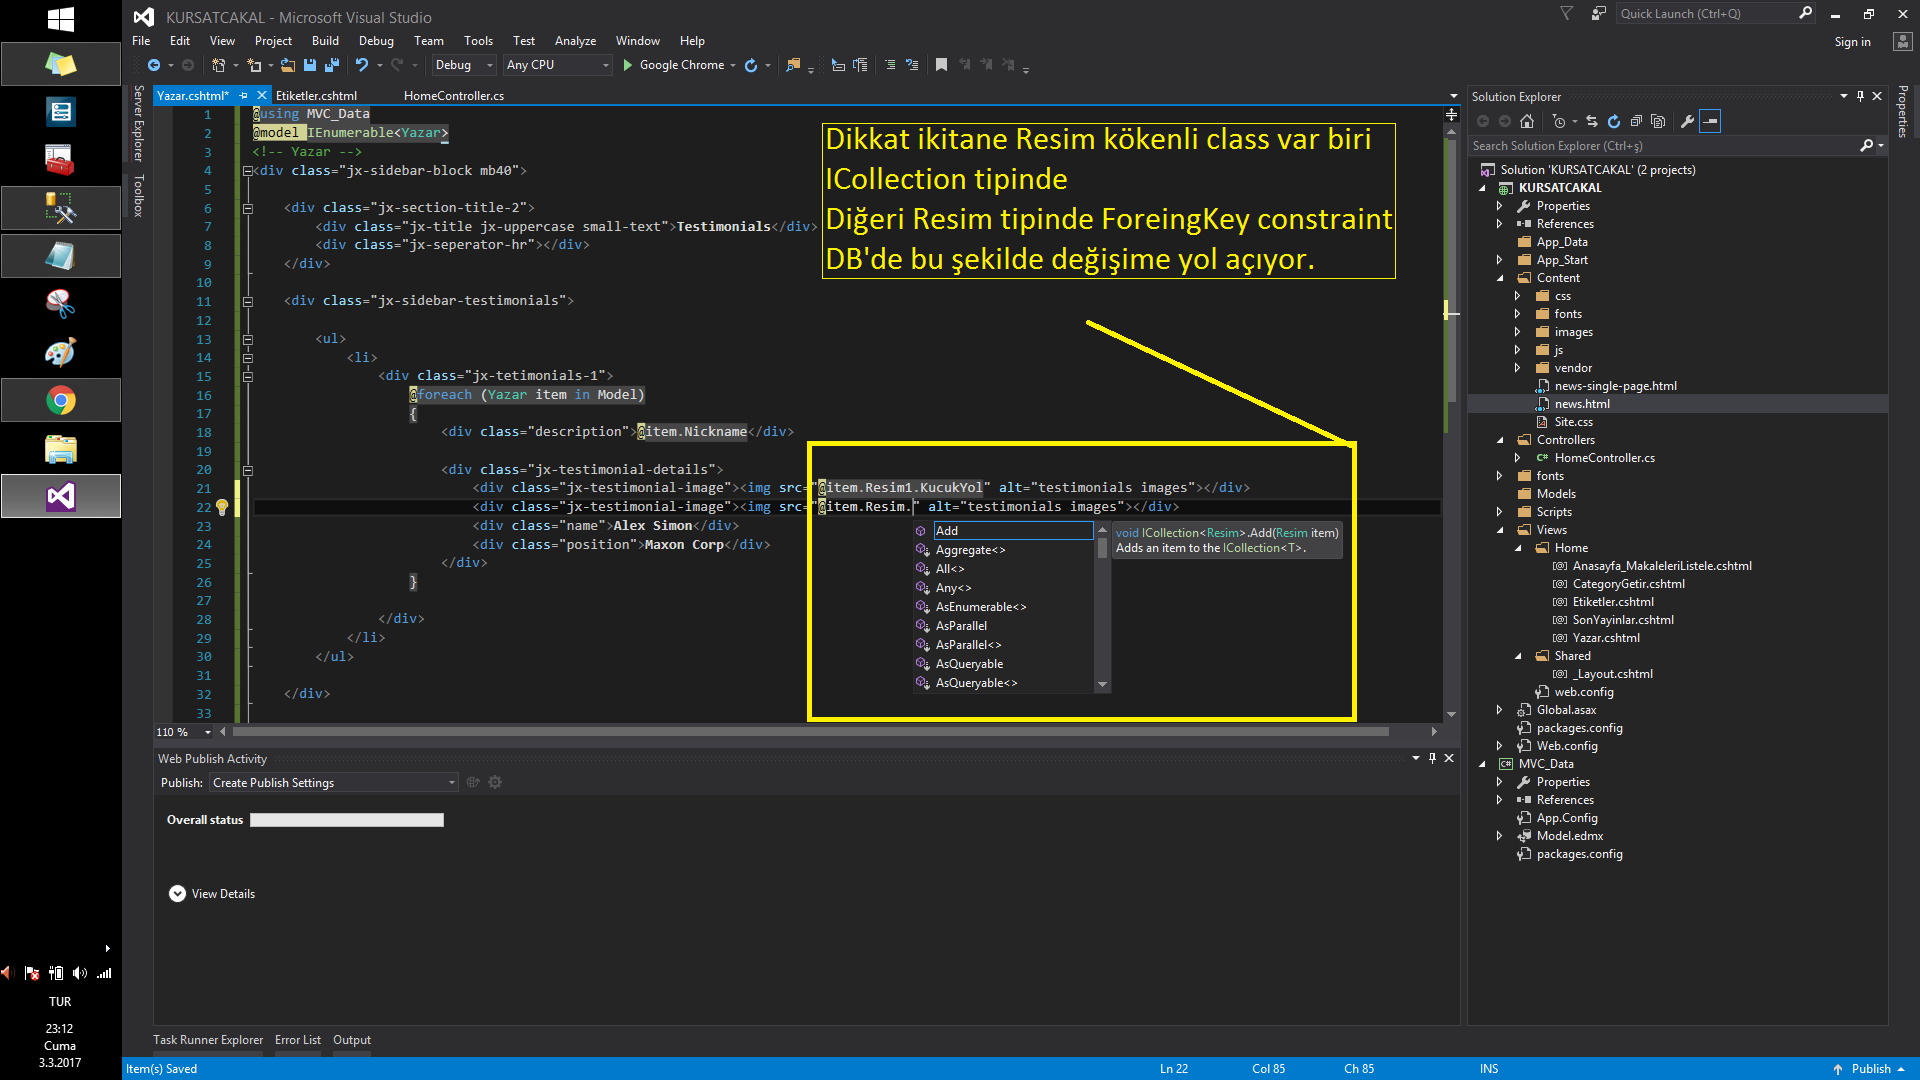 KURSATCAKAL - Microsoft Visual Studio
Quick Launch (Ctrl+Q)
File Edit View Project Build Debug Team Tools Test Analyze Window Help
Sign in
Debug Any CPU Google Chrome
Server Explorer
Toolbox
Yazar.cshtml* Etiketler.cshtml HomeController.cs
1 @using MVC_Data
2 @model IEnumerable<Yazar>
3 <!-- Yazar -->
4 <div class="jx-sidebar-block mb40">
5
6 <div class="jx-section-title-2">
7 <div class="jx-title jx-uppercase small-text">Testimonials</div>
8 <div class="jx-seperator-hr"></div>
9 </div>
10
11 <div class="jx-sidebar-testimonials">
12
13 <ul>
14 <li>
15 <div class="jx-tetimonials-1">
16 @foreach (Yazar item in Model)
17 {
18 <div class="description">@item.Nickname</div>
19
20 <div class="jx-testimonial-details">
21 <div class="jx-testimonial-image"><img src="@item.Resim1.KucukYol" alt="testimonials images"></div>
22 <div class="jx-testimonial-image"><img src="@item.Resim." alt="testimonials images"></div>
23 <div class="name">Alex Simon</div>
24 <div class="position">Maxon Corp</div>
25 </div>
26 }
27
28 </div>
29 </li>
30 </ul>
31
32 </div>
33
Dikkat ikitane Resim kökenli class var biri
ICollection tipinde
Diğeri Resim tipinde ForeingKey constraint
DB'de bu şekilde değişime yol açıyor.
Add
Aggregate<>
All<>
Any<>
AsEnumerable<>
AsParallel
AsParallel<>
AsQueryable
AsQueryable<>
void ICollection<Resim>.Add(Resim item)
Adds an item to the ICollection<T>.
110 %
Web Publish Activity
Publish: Create Publish Settings
Overall status
View Details
Task Runner Explorer Error List Output
Solution Explorer
Search Solution Explorer (Ctrl+ş)
Solution 'KURSATCAKAL' (2 projects)
KURSATCAKAL
Properties
References
App_Data
App_Start
Content
css
fonts
images
js
vendor
news-single-page.html
news.html
Site.css
Controllers
HomeController.cs
fonts
Models
Scripts
Views
Home
Anasayfa_MakaleleriListele.cshtml
CategoryGetir.cshtml
Etiketler.cshtml
SonYayinlar.cshtml
Yazar.cshtml
Shared
_Layout.cshtml
web.config
Global.asax
packages.config
Web.config
MVC_Data
Properties
References
App.Config
Model.edmx
packages.config
Properties
TUR
23:12
Cuma
3.3.2017
Item(s) Saved Ln 22 Col 85 Ch 85 INS Publish